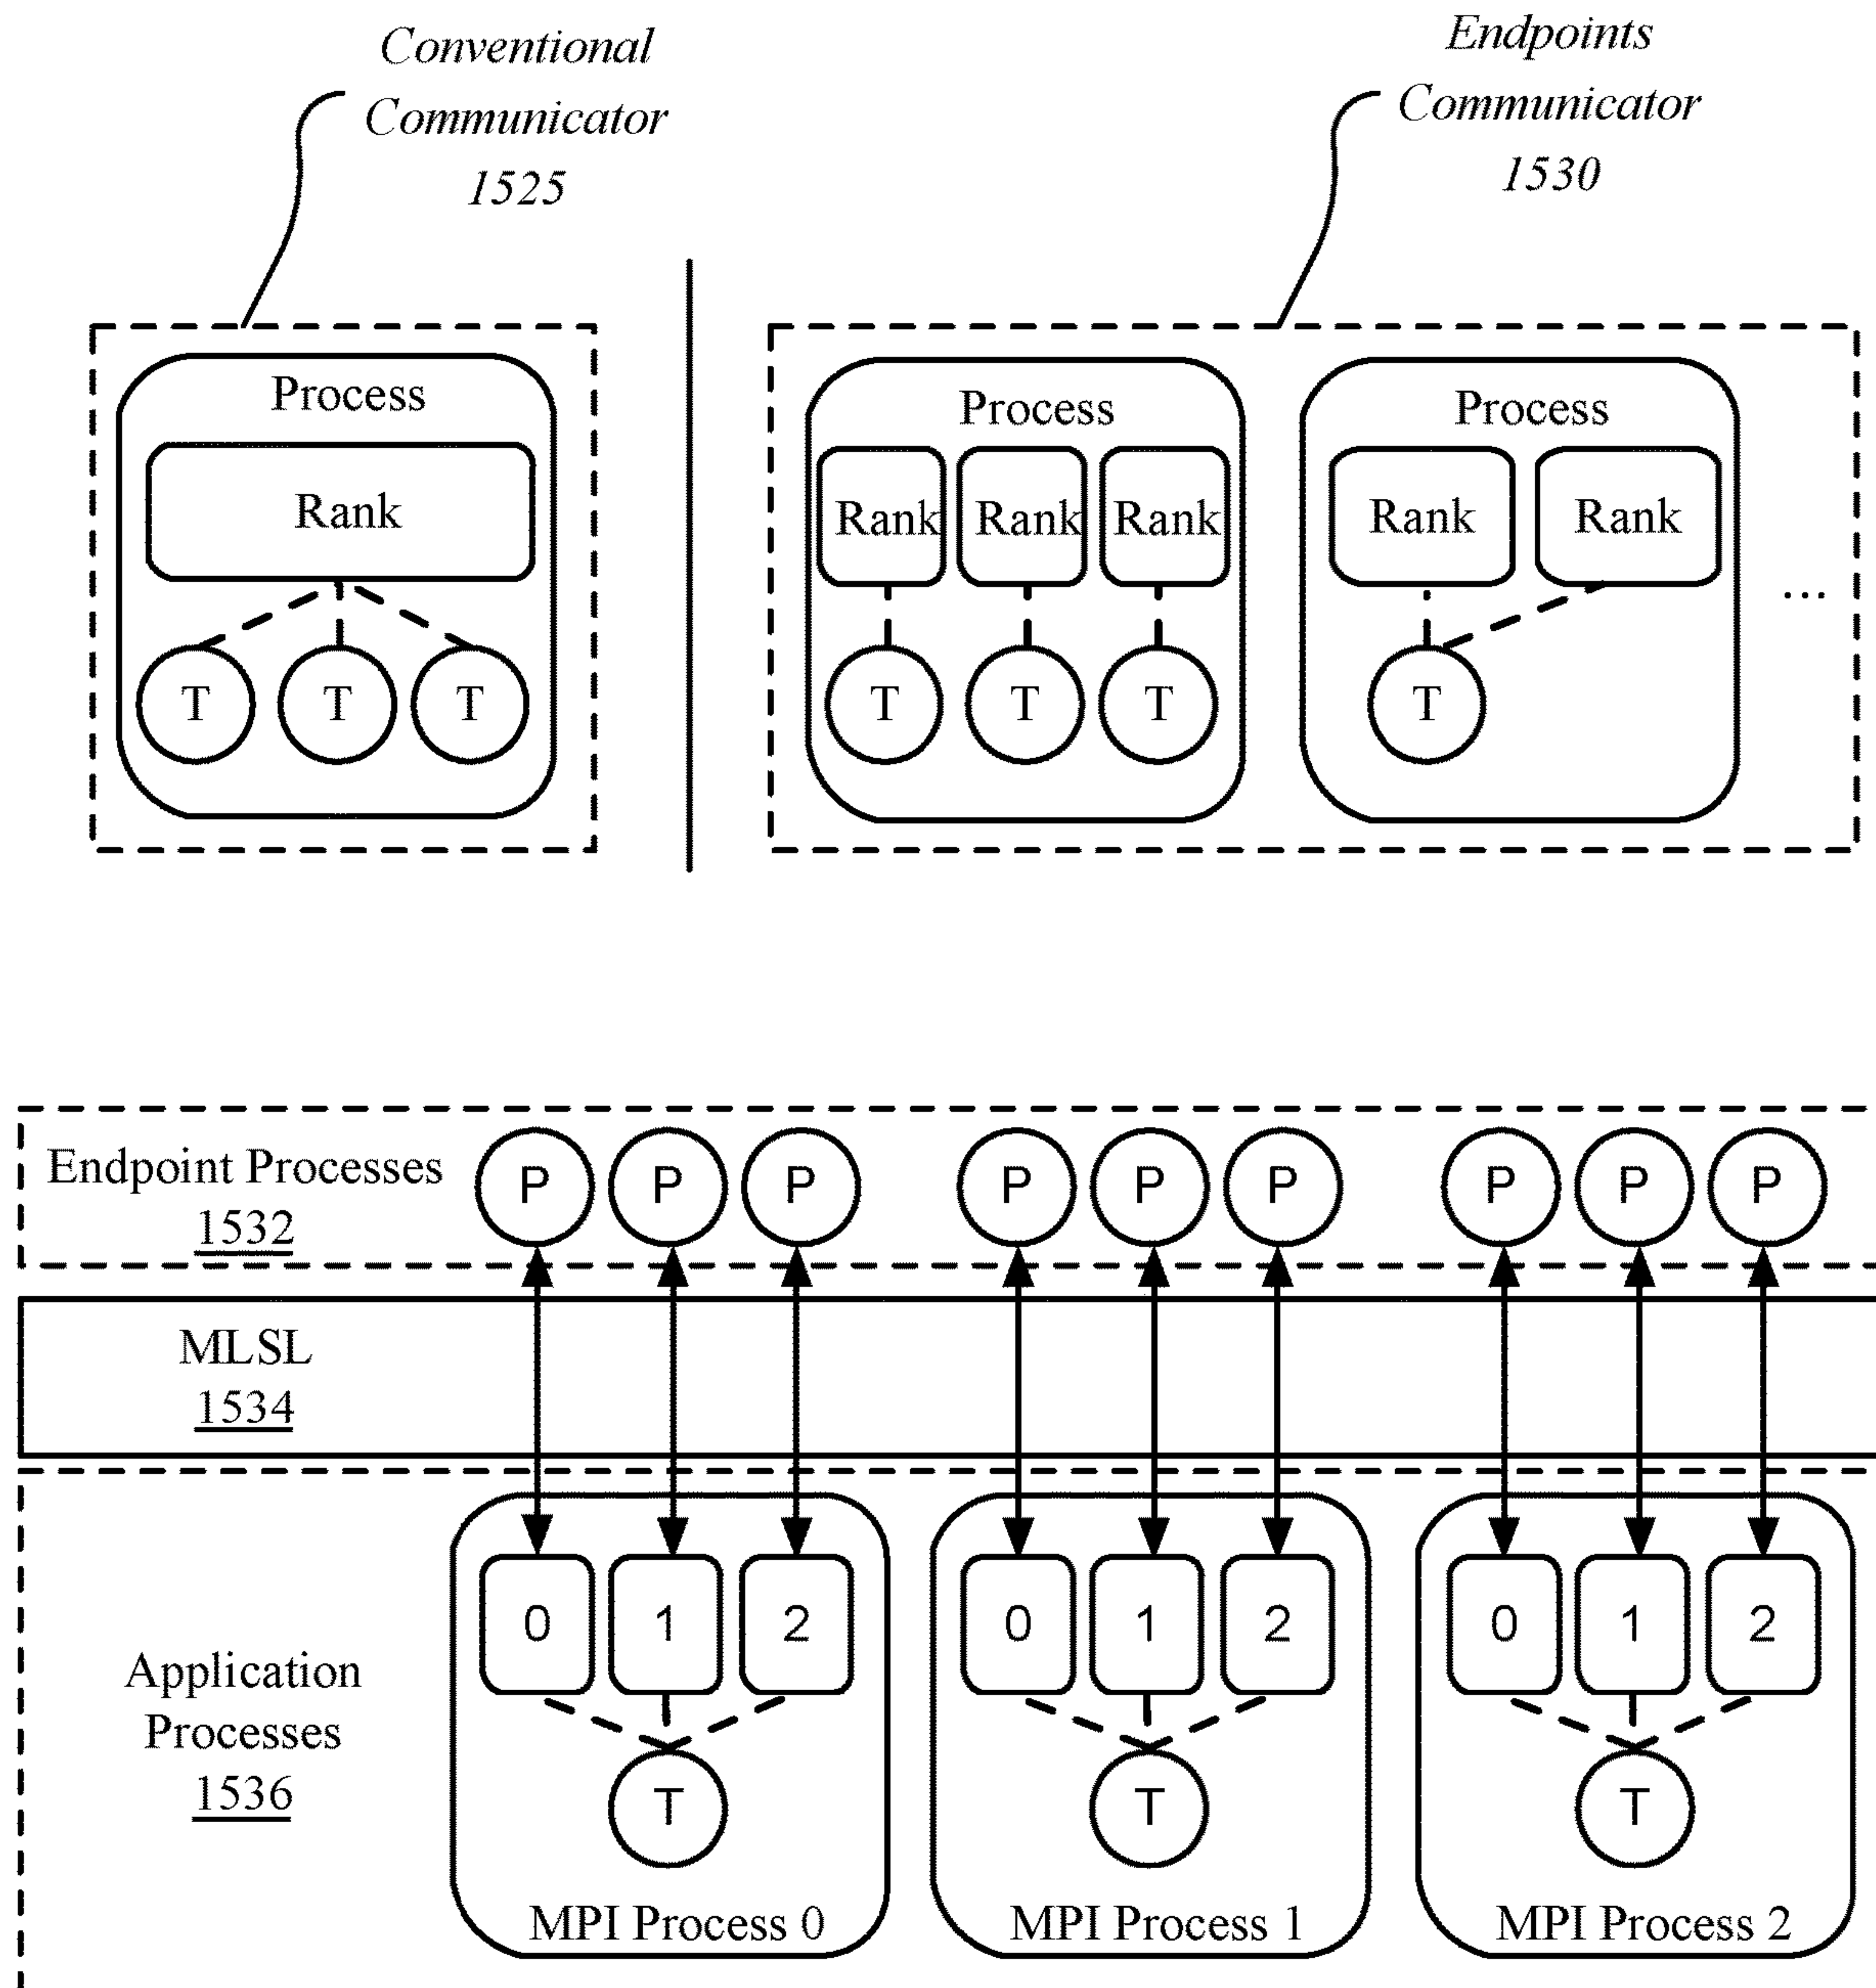 Conventional
Communicator
1525
Endpoints
Communicator
1530
Process
Rank
T T T
Process
Rank Rank Rank
T T T
Process
Rank Rank
T
...
Endpoint Processes
1532
P P P P P P P P P
MLSL
1534
Application
Processes
1536
0 1 2
T
MPI Process 0
0 1 2
T
MPI Process 1
0 1 2
T
MPI Process 2